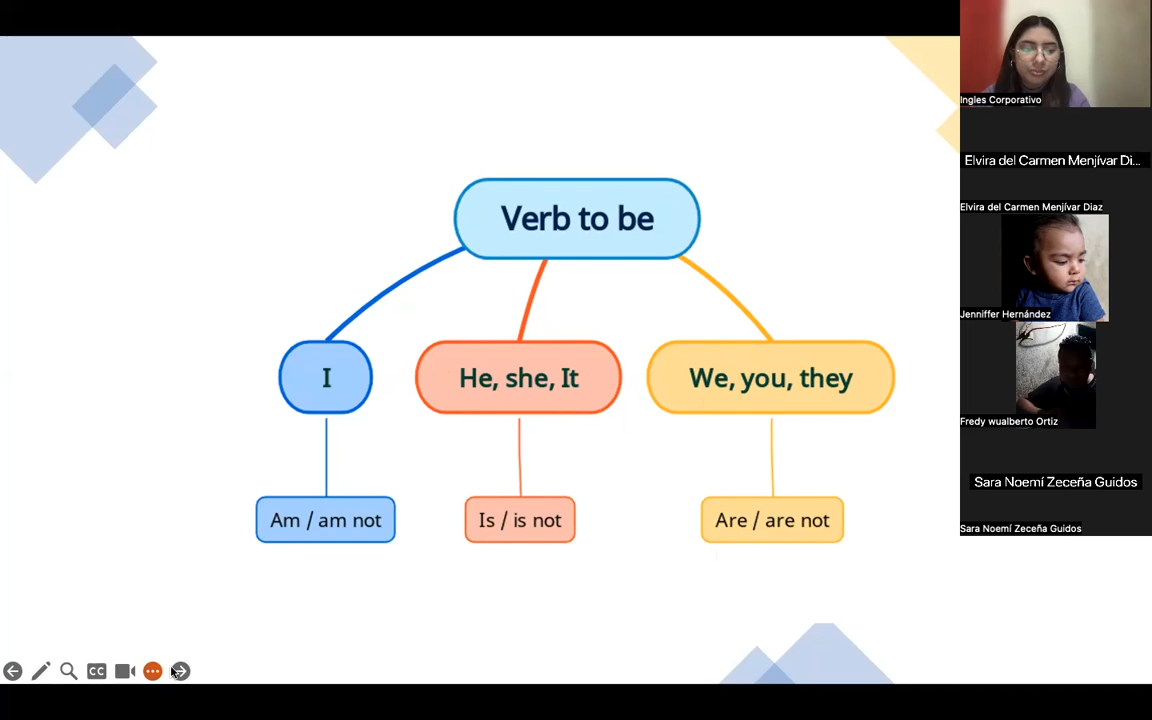 Verb to be
I
He, she, It
We, you, they
Am / am not
Is / is not
Are / are not
CC
Ingles Corporativo
Elvira del Carmen Menjívar Di...
Elvira del Carmen Menjívar Diaz
Jenniffer Hernández
Fredy wualberto Ortiz
Sara Noemí Zeceña Guidos
Sara Noemí Zeceña Guidos